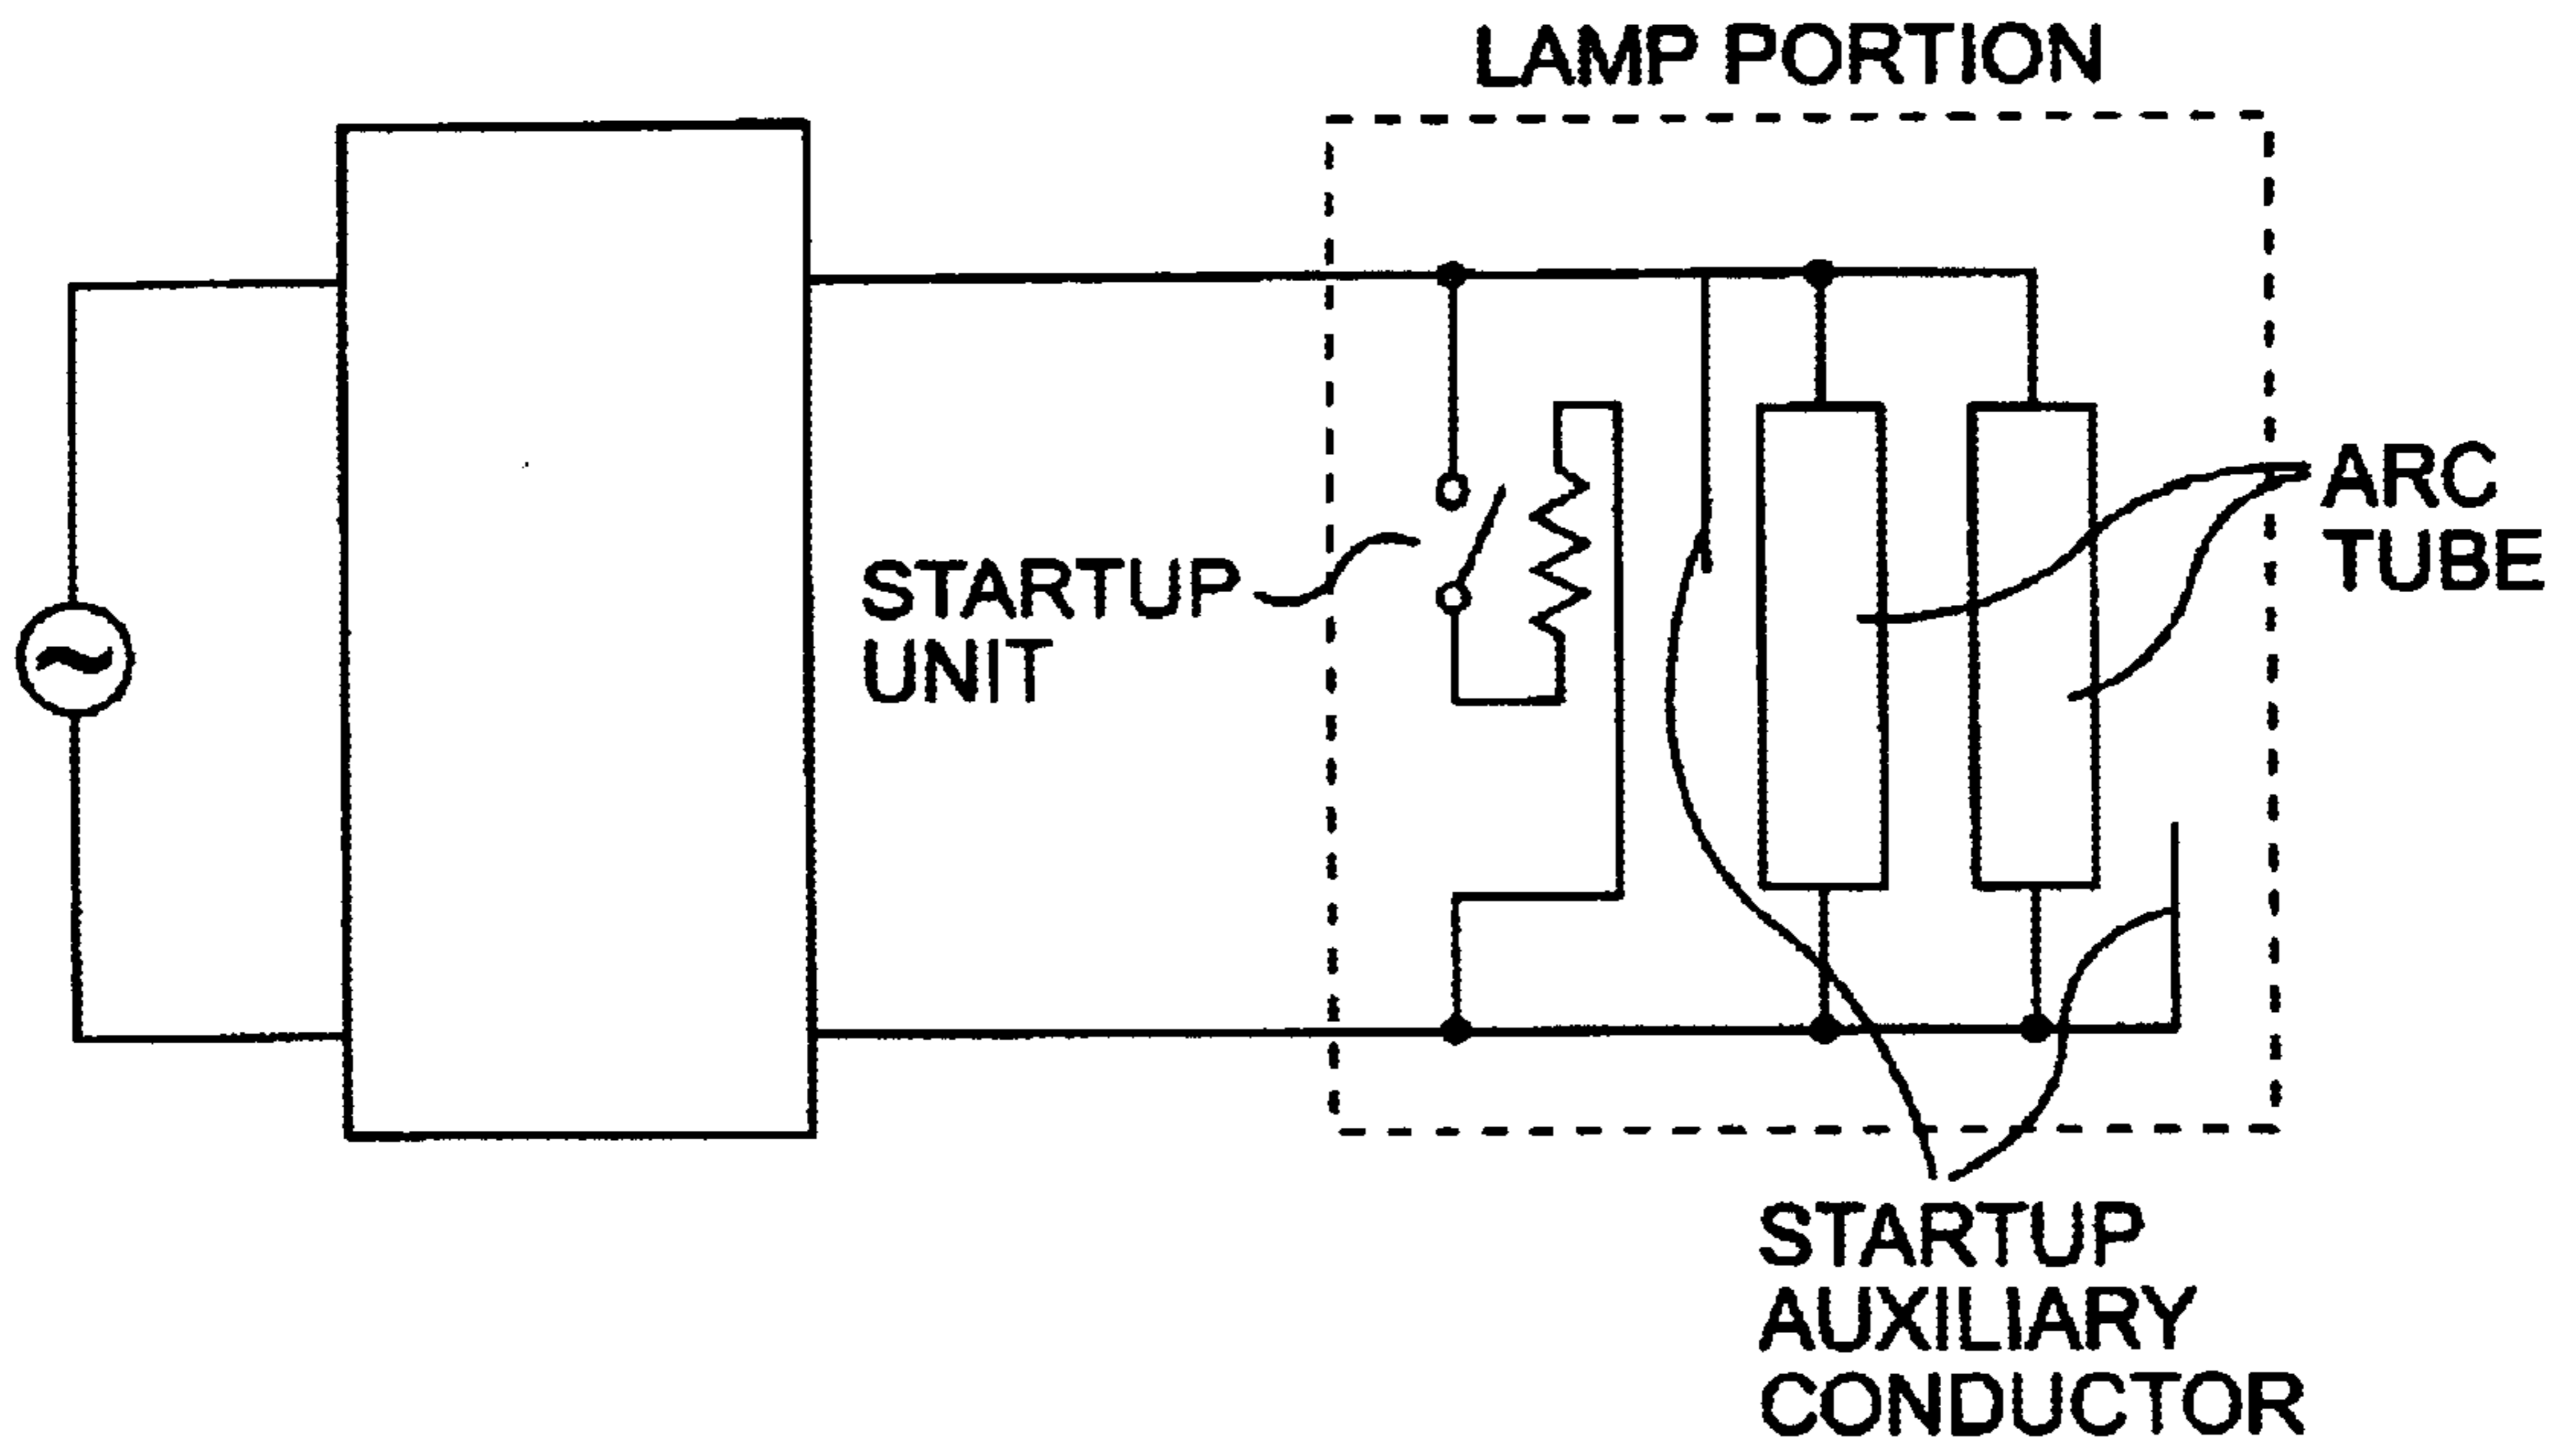 LAMP PORTION
ARC
TUBE
STARTUP
UNIT
STARTUP
AUXILIARY
CONDUCTOR